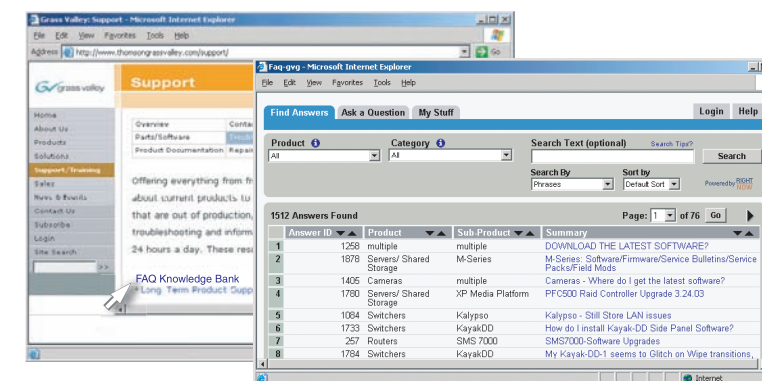 Grass Valley: Support - Microsoft Internet Explorer
File Edit View Favorites Tools Help
Address http://www.thomsongrassvalley.com/support/ Go
grass valley
Support
Home
About Us
Products
Solutions
Support/Training
Sales
News & Events
Contact Us
Subscribe
Login
Site Search
>>
Overview
Parts/Software
Product Documentation Repair
Offering everything from
about current products to
that are out of production,
troubleshooting and inform
24 hours a day. These res
FAQ Knowledge Bank
Long Term Product Supp
Faq-gvg - Microsoft Internet Explorer
File Edit View Favorites Tools Help
Find Answers Ask a Question My Stuff Login Help
Product Category Search Text (optional) Search Tips?
All All Search
Search By Sort by
Phrases Default Sort Powered by RIGHT NOW
1512 Answers Found Page: 1 of 76 Go
Answer ID Product Sub-Product Summary
1 1258 multiple multiple DOWNLOAD THE LATEST SOFTWARE?
2 1878 Servers/ Shared Storage M-Series M-Series: Software/Firmware/Service Bulletins/Service Packs/Field Mods
3 1405 Cameras multiple Cameras - Where do I get the latest software?
4 1780 Servers/ Shared Storage XP Media Platform PFC500 Raid Controller Upgrade 3.24.03
5 1084 Switchers Kalypso Kalypso - Still Store LAN issues
6 1733 Switchers KayakDD How do I install Kayak-DD Side Panel Software?
7 257 Routers SMS 7000 SMS7000-Software Upgrades
8 1784 Switchers KayakDD My Kayak-DD-1 seems to Glitch on Wipe transitions,
Internet